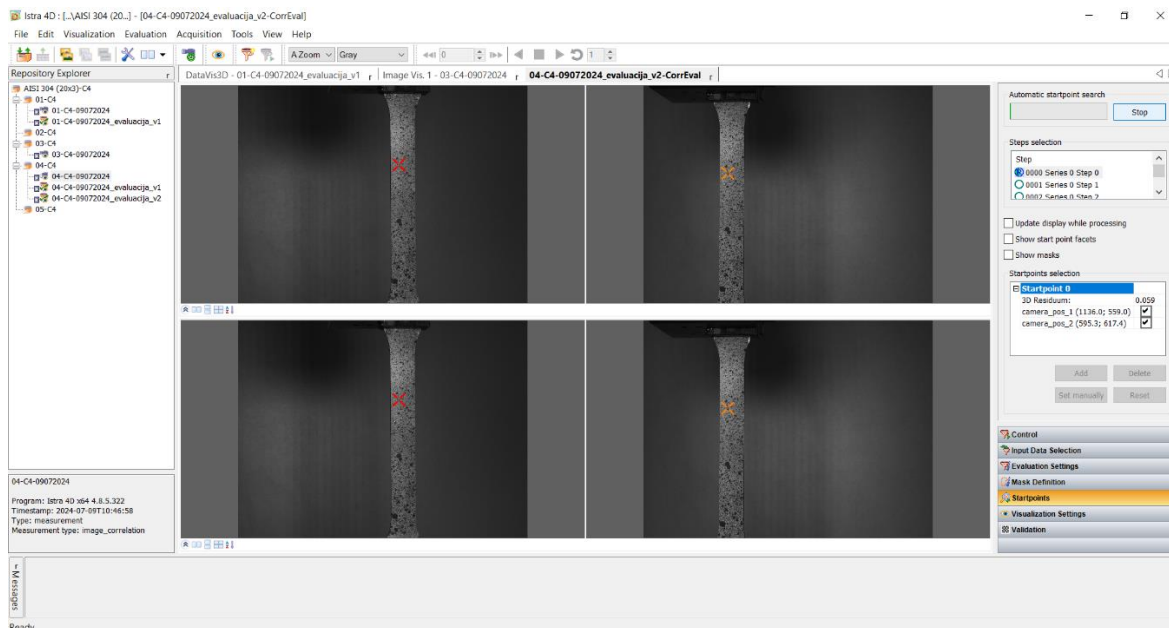 Istra 4D: [..\AISI 304 (20...] - [04-C4-09072024_evaluacija_v2-CorrEval]
File Edit Visualization Evaluation Acquisition Tools View Help
A Zoom Gray 0 1
Repository Explorer
DataVis3D - 01-C4-09072024_evaluacija_v1
Image Vis. 1 - 03-C4-09072024
04-C4-09072024_evaluacija_v2-CorrEval
AISI 304 (20x3)-C4
01-C4
01-C4-09072024
01-C4-09072024_evaluacija_v1
02-C4
03-C4
03-C4-09072024
04-C4
04-C4-09072024
04-C4-09072024_evaluacija_v1
04-C4-09072024_evaluacija_v2
05-C4
04-C4-09072024
Program: Istra 4D x64 4.8.5.322
Timestamp: 2024-07-09T10:46:58
Type: measurement
Measurement type: image_correlation
Automatic startpoint search
Stop
Steps selection
Step
0000 Series 0 Step 0
0001 Series 0 Step 1
0002 Series 0 Step 2
Update display while processing
Show start point facets
Show masks
Startpoints selection
Startpoint 0
3D Residuum: 0.059
camera_pos_1 (1136.0; 559.0)
camera_pos_2 (595.3; 617.4)
Add Delete
Set manually Reset
Control
Input Data Selection
Evaluation Settings
Mask Definition
Startpoints
Visualization Settings
Validation
Messages
Ready